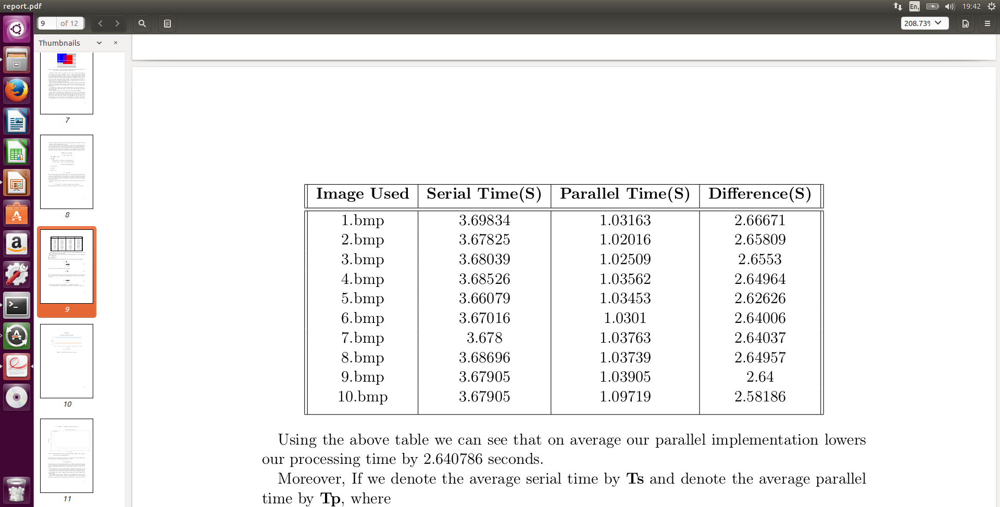 report.pdf
En1
19:42
9 of 12
208.73%
Thumbnails
7
8
9
10
11
Image Used Serial Time(S) Parallel Time(S) Difference(S)
1.bmp 3.69834 1.03163 2.66671
2.bmp 3.67825 1.02016 2.65809
3.bmp 3.68039 1.02509 2.6553
4.bmp 3.68526 1.03562 2.64964
5.bmp 3.66079 1.03453 2.62626
6.bmp 3.67016 1.0301 2.64006
7.bmp 3.678 1.03763 2.64037
8.bmp 3.68696 1.03739 2.64957
9.bmp 3.67905 1.03905 2.64
10.bmp 3.67905 1.09719 2.58186
Using the above table we can see that on average our parallel implementation lowers
our processing time by 2.640786 seconds.
Moreover, If we denote the average serial time by Ts and denote the average parallel
time by Tp, where